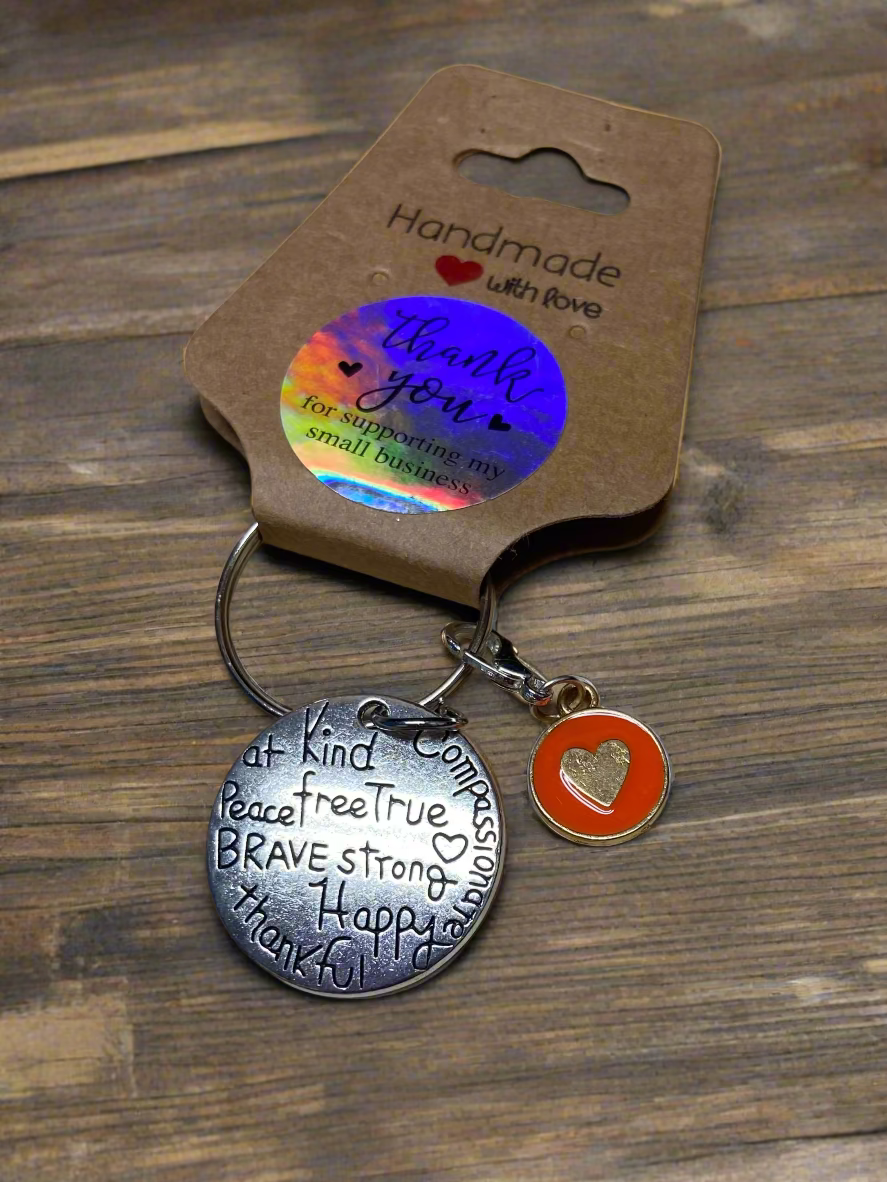 Handmade
with love
thank
you
for supporting my
small business
at Kind
Compassionate
Peace free True
BRAVE strong
Happy
thankful